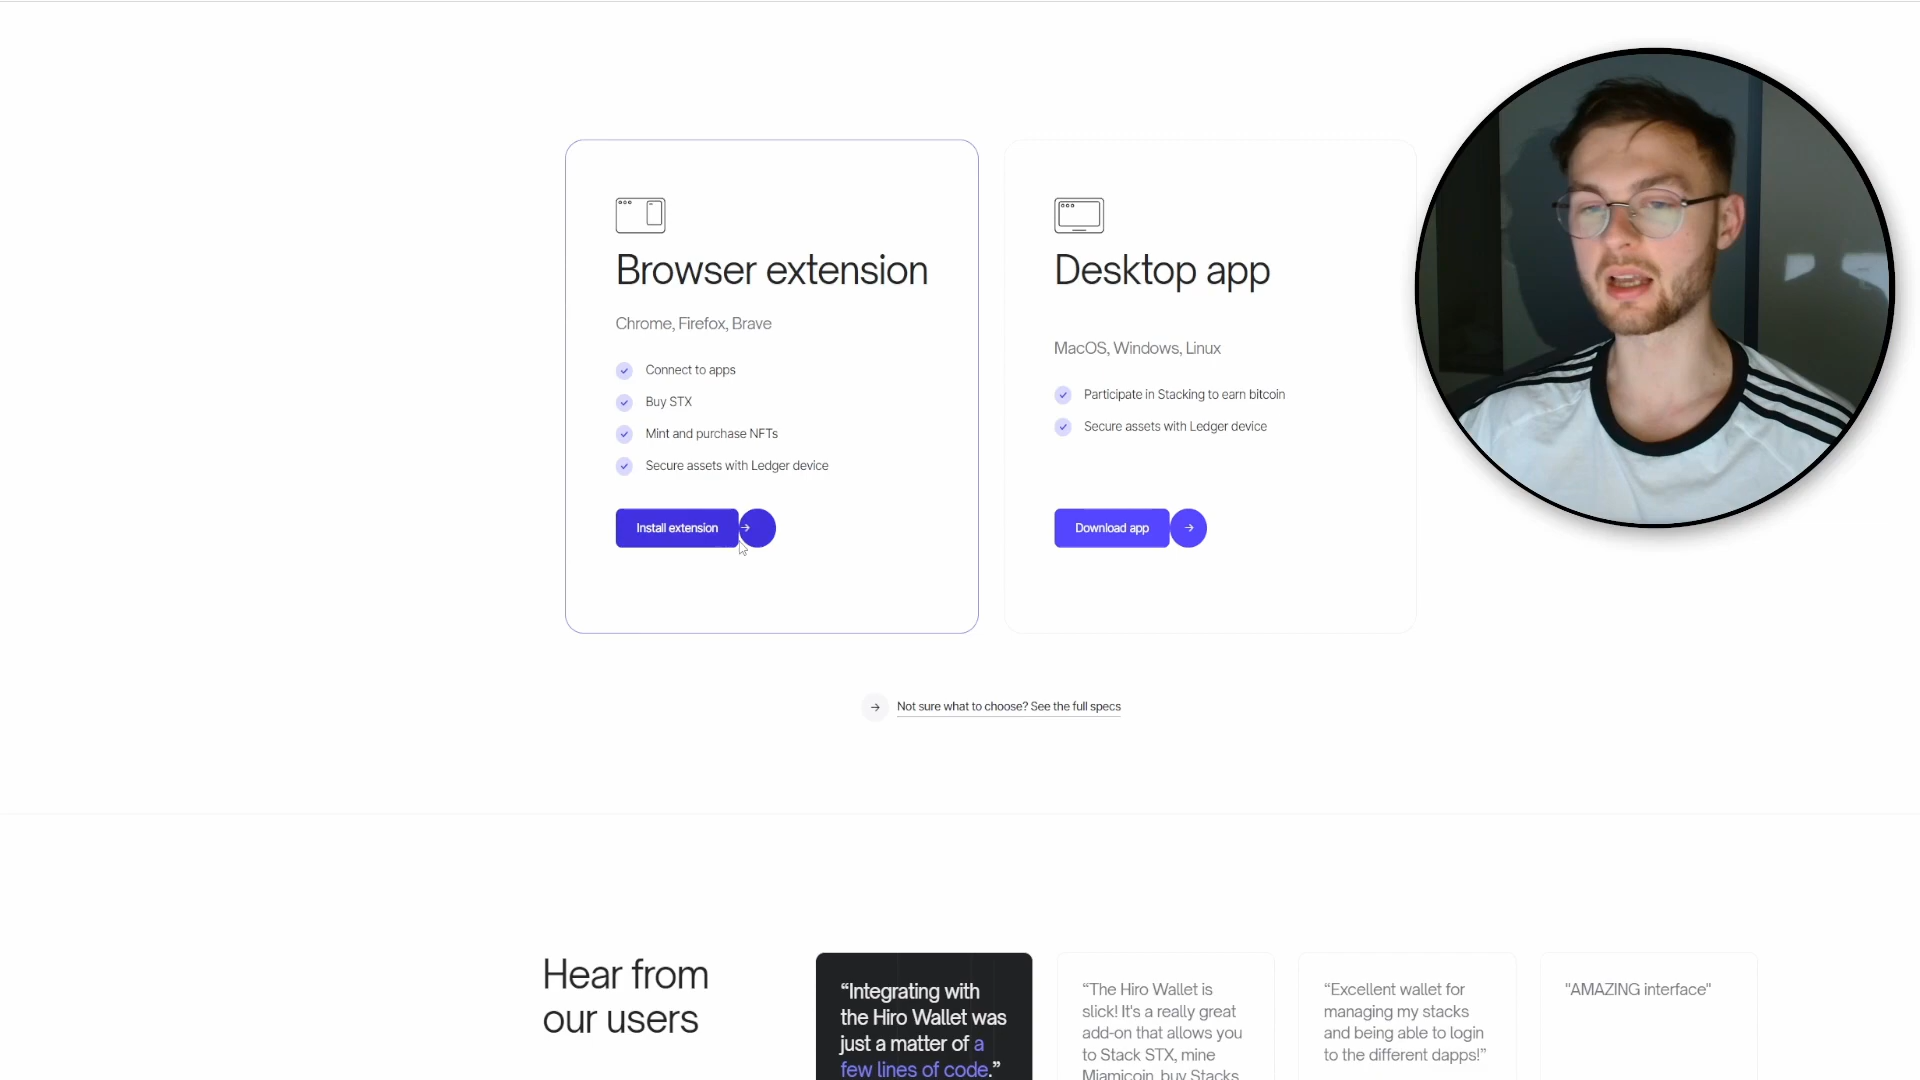 Browser extension
Chrome, Firefox, Brave
Connect to apps
Buy STX
Mint and purchase NFTs
Secure assets with Ledger device
Install extension
Desktop app
MacOS, Windows, Linux
Participate in Stacking to earn bitcoin
Secure assets with Ledger device
Download app
Not sure what to choose? See the full specs
Hear from
our users
“Integrating with
the Hiro Wallet was
just a matter of a
few lines of code.”
“The Hiro Wallet is
slick! It's a really great
add-on that allows you
to Stack STX, mine
Miamicoin, buy Stacks
“Excellent wallet for
managing my stacks
and being able to login
to the different dapps!”
"AMAZING interface"